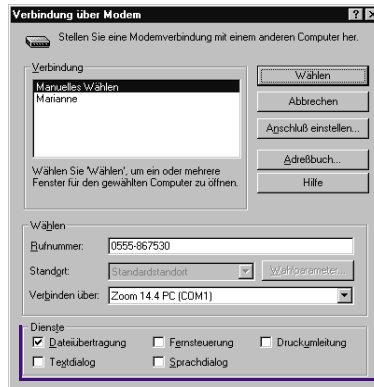 Verbindung über Modem
Stellen Sie eine Modemverbindung mit einem anderen Computer her.
Verbindung
Manuelles Wählen
Marianne
Wählen Sie 'Wählen', um ein oder mehrere
Fenster für den gewählten Computer zu öffnen.
Wählen
Abbrechen
Anschluß einstellen...
Adreßbuch...
Hilfe
Wählen
Rufnummer: 0555-867530
Standort: Standardstandort Wahlparameter...
Verbinden über: Zoom 14.4 PC (COM1)
Dienste
Dateiübertragung Fernsteuerung Druckumleitung
Textdialog Sprachdialog